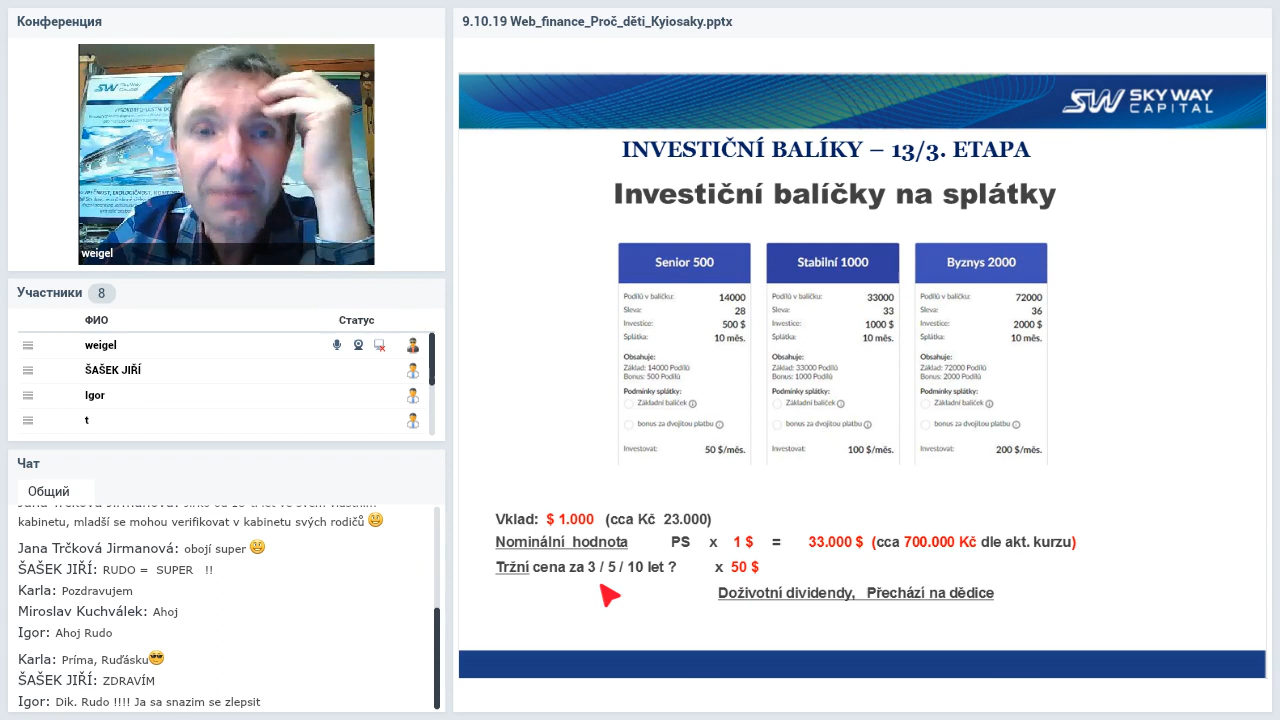 Конференция
SW SKY WAY
weigel
Участники 8
ФИО Статус
weigel
ŠAŠEK JIŘÍ
Igor
t
Чат
Общий
kabinetu, mladší se mohou verifikovat v kabinetu svých rodičů
Jana Trčková Jirmanová: obojí super
ŠAŠEK JIŘÍ: RUDO = SUPER !!
Karla: Pozdravujem
Miroslav Kuchválek: Ahoj
Igor: Ahoj Rudo
Karla: Príma, Ruďásku
ŠAŠEK JIŘÍ: ZDRAVÍM
Igor: Dik. Rudo !!!! Ja sa snazim se zlepsit
9.10.19 Web_finance_Proč_děti_Kyiosaky.pptx
SW SKY WAY CAPITAL
INVESTIČNÍ BALÍKY – 13/3. ETAPA
Investiční balíčky na splátky
Senior 500
Podílů v balíčku: 14000
Sleva: 28
Investice: 500 $
Splátka: 10 měs.
Obsahuje:
Základ: 14000 Podílů
Bonus: 500 Podílů
Podmínky splátky:
Základní balíček
bonus za dvojitou platbu
Investovat: 50 $/měs.
Stabilní 1000
Podílů v balíčku: 33000
Sleva: 33
Investice: 1000 $
Splátka: 10 měs.
Obsahuje:
Základ: 33000 Podílů
Bonus: 1000 Podílů
Podmínky splátky:
Základní balíček
bonus za dvojitou platbu
Investovat: 100 $/měs.
Byznys 2000
Podílů v balíčku: 72000
Sleva: 36
Investice: 2000 $
Splátka: 10 měs.
Obsahuje:
Základ: 72000 Podílů
Bonus: 2000 Podílů
Podmínky splátky:
Základní balíček
bonus za dvojitou platbu
Investovat: 200 $/měs.
Vklad: $ 1.000 (cca Kč 23.000)
Nominální hodnota PS x 1 $ = 33.000 $ (cca 700.000 Kč dle akt. kurzu)
Tržní cena za 3 / 5 / 10 let ? x 50 $
Doživotní dividendy, Přechází na dědice